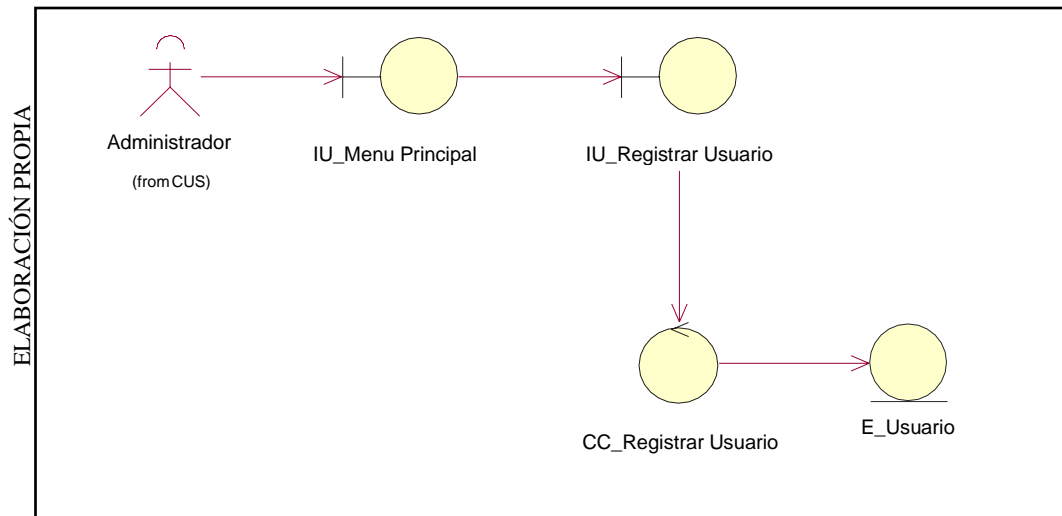 ELABORACIÓN PROPIA
Administrador
(from CUS)
IU_Menu Principal
IU_Registrar Usuario
CC_Registrar Usuario
E_Usuario